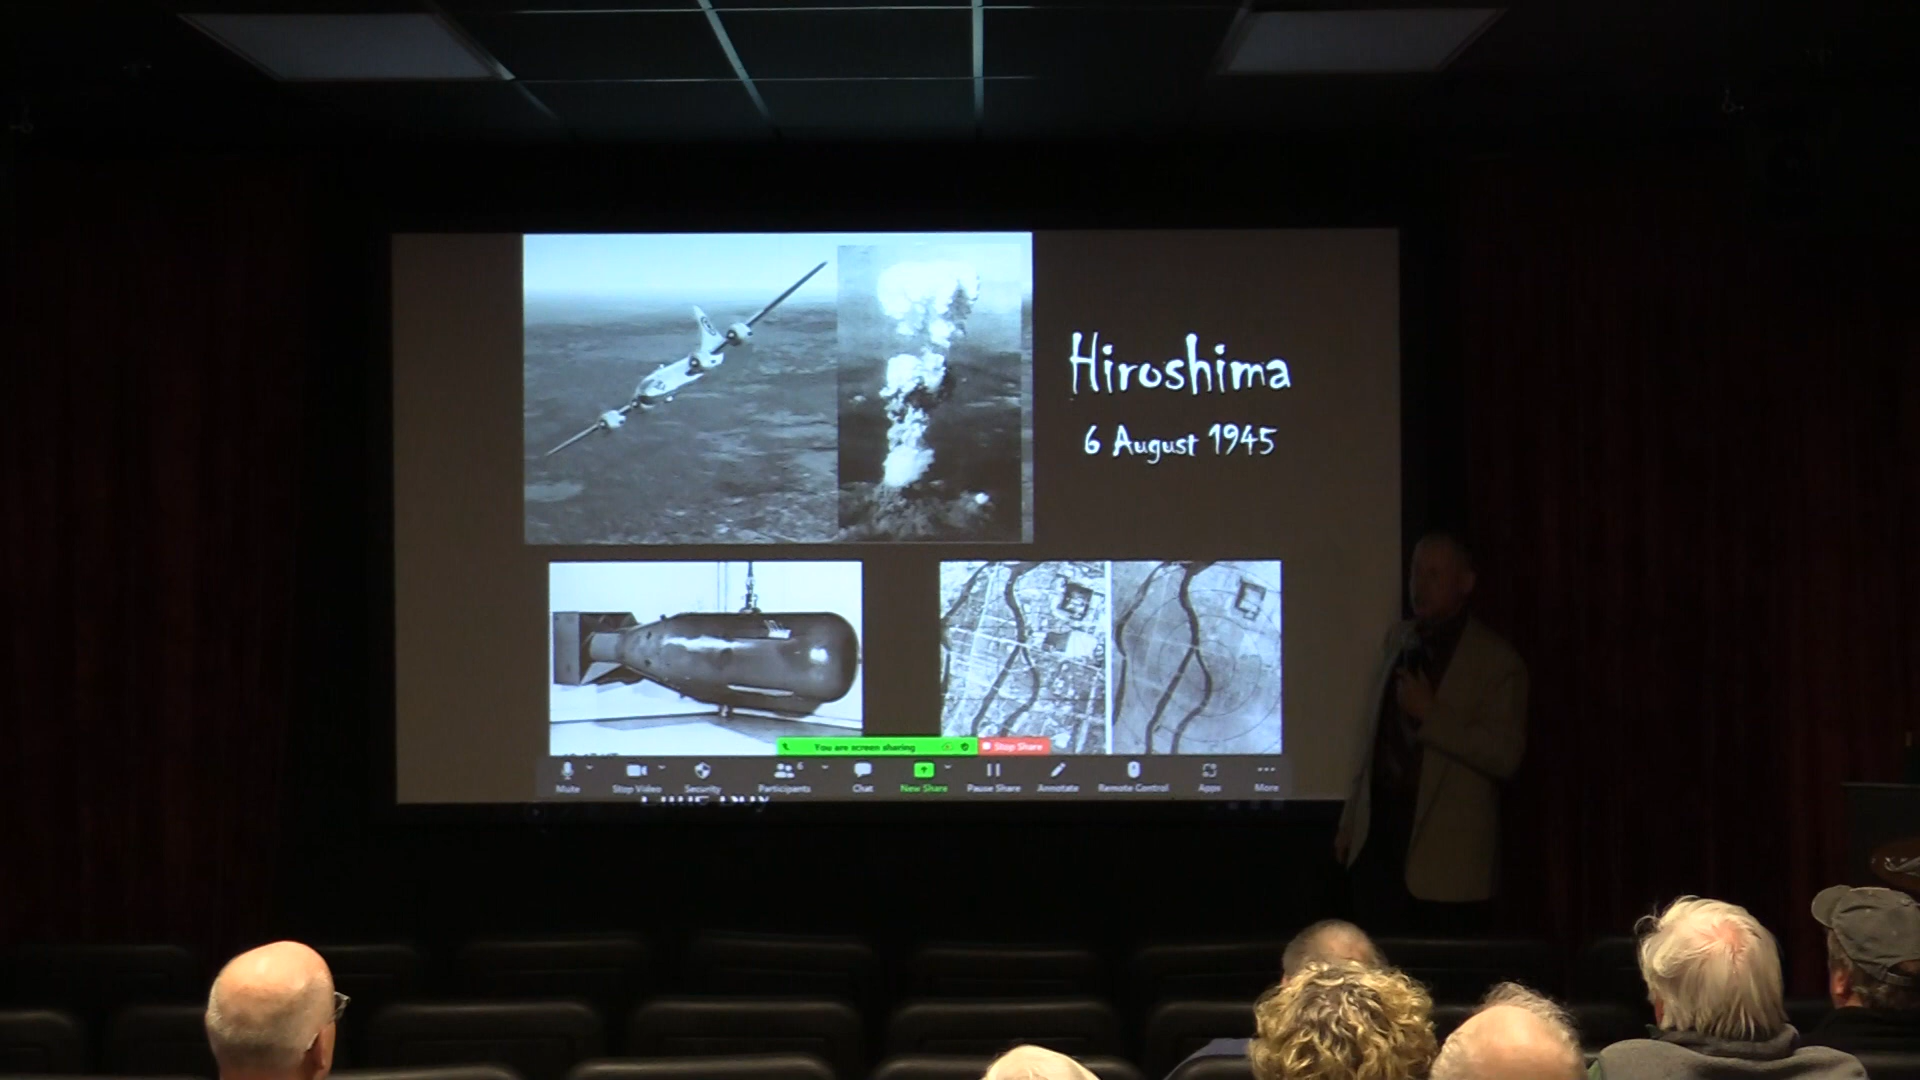 Hiroshima
6 August 1945
You are screen sharing
Stop Share
Mute
Stop Video
Security
6
Participants
Chat
New Share
Pause Share
Annotate
Remote Control
Apps
More